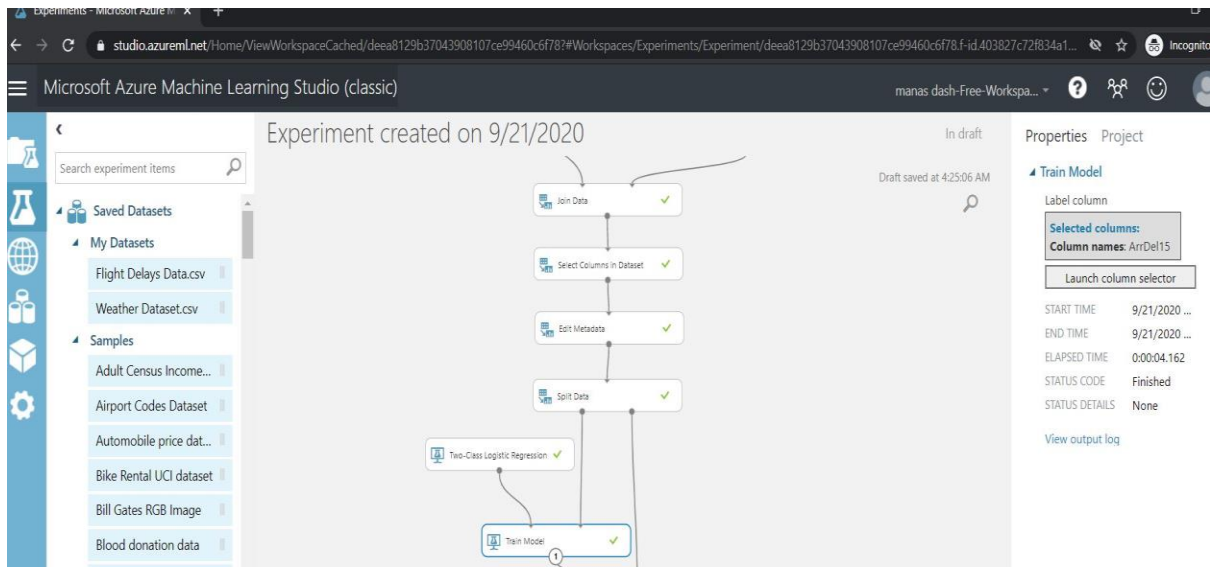 Experiments - Microsoft Azure M X +
studio.azureml.net/Home/ViewWorkspaceCached/deea8129b37043908107ce99460c6f78?#Workspaces/Experiments/Experiment/deea8129b37043908107ce99460c6f78.f-id.403827c72f834a1... Incognito
Microsoft Azure Machine Learning Studio (classic)
manas dash-Free-Workspa...
Search experiment items
Saved Datasets
My Datasets
Flight Delays Data.csv
Weather Dataset.csv
Samples
Adult Census Income...
Airport Codes Dataset
Automobile price dat...
Bike Rental UCI dataset
Bill Gates RGB Image
Blood donation data
Experiment created on 9/21/2020
In draft
Draft saved at 4:25:06 AM
Join Data
Select Columns in Dataset
Edit Metadata
Split Data
Two-Class Logistic Regression
Train Model
1
Properties Project
Train Model
Label column
Selected columns:
Column names: ArrDel15
Launch column selector
START TIME 9/21/2020 ...
END TIME 9/21/2020 ...
ELAPSED TIME 0:00:04.162
STATUS CODE Finished
STATUS DETAILS None
View output log